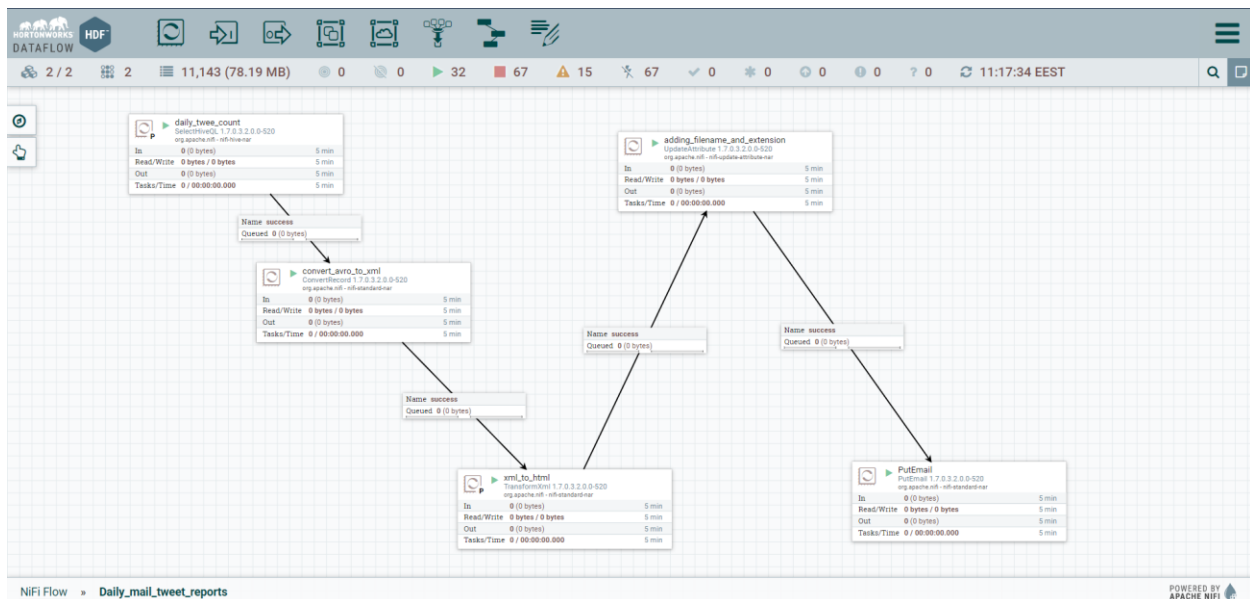 HORTONWORKS
DATAFLOW
HDF
2 / 2 2 11,143 (78.19 MB) 0 0 32 67 15 67 0 0 0 0 ? 0 11:17:34 EEST
daily_twee_count
SelectHiveQL 1.7.0.3.2.0.0-520
org.apache.nifi - nifi-hive-nar
P
In 0 (0 bytes) 5 min
Read/Write 0 bytes / 0 bytes 5 min
Out 0 (0 bytes) 5 min
Tasks/Time 0 / 00:00:00.000 5 min
Name success
Queued 0 (0 bytes)
convert_avro_to_xml
ConvertRecord 1.7.0.3.2.0.0-520
org.apache.nifi - nifi-standard-nar
In 0 (0 bytes) 5 min
Read/Write 0 bytes / 0 bytes 5 min
Out 0 (0 bytes) 5 min
Tasks/Time 0 / 00:00:00.000 5 min
Name success
Queued 0 (0 bytes)
xml_to_html
TransformXml 1.7.0.3.2.0.0-520
org.apache.nifi - nifi-standard-nar
P
In 0 (0 bytes) 5 min
Read/Write 0 bytes / 0 bytes 5 min
Out 0 (0 bytes) 5 min
Tasks/Time 0 / 00:00:00.000 5 min
Name success
Queued 0 (0 bytes)
adding_filename_and_extension
UpdateAttribute 1.7.0.3.2.0.0-520
org.apache.nifi - nifi-update-attribute-nar
In 0 (0 bytes) 5 min
Read/Write 0 bytes / 0 bytes 5 min
Out 0 (0 bytes) 5 min
Tasks/Time 0 / 00:00:00.000 5 min
Name success
Queued 0 (0 bytes)
PutEmail
PutEmail 1.7.0.3.2.0.0-520
org.apache.nifi - nifi-standard-nar
In 0 (0 bytes) 5 min
Read/Write 0 bytes / 0 bytes 5 min
Out 0 (0 bytes) 5 min
Tasks/Time 0 / 00:00:00.000 5 min
NiFi Flow » Daily_mail_tweet_reports
POWERED BY
APACHE NIFI